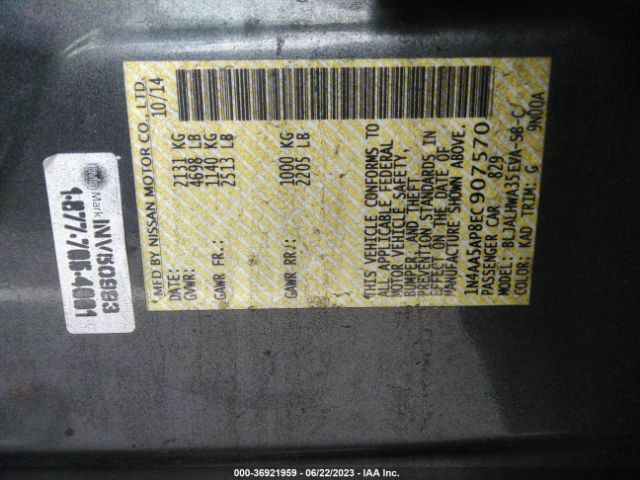 MFD BY NISSAN MOTOR CO., LTD.
DATE: 10/14
GVWR: 2131 KG
4698 LB
GAWR FR.: 1140 KG
2513 LB
GAWR RR.: 1000 KG
2205 LB
THIS VEHICLE CONFORMS TO
ALL APPLICABLE FEDERAL
MOTOR VEHICLE SAFETY,
BUMPER, AND THEFT
PREVENTION STANDARDS IN
EFFECT ON THE DATE OF
MANUFACTURE SHOWN ABOVE.
1N4AA5AP8EC907570
PASSENGER CAR 829
MODEL: BLJALHWA35EVA-S8-C/
COLOR: KAD TRIM: G 9N00A
Mark INV150993
1-877-705-4001
000-36921959 - 06/22/2023 - IAA Inc.